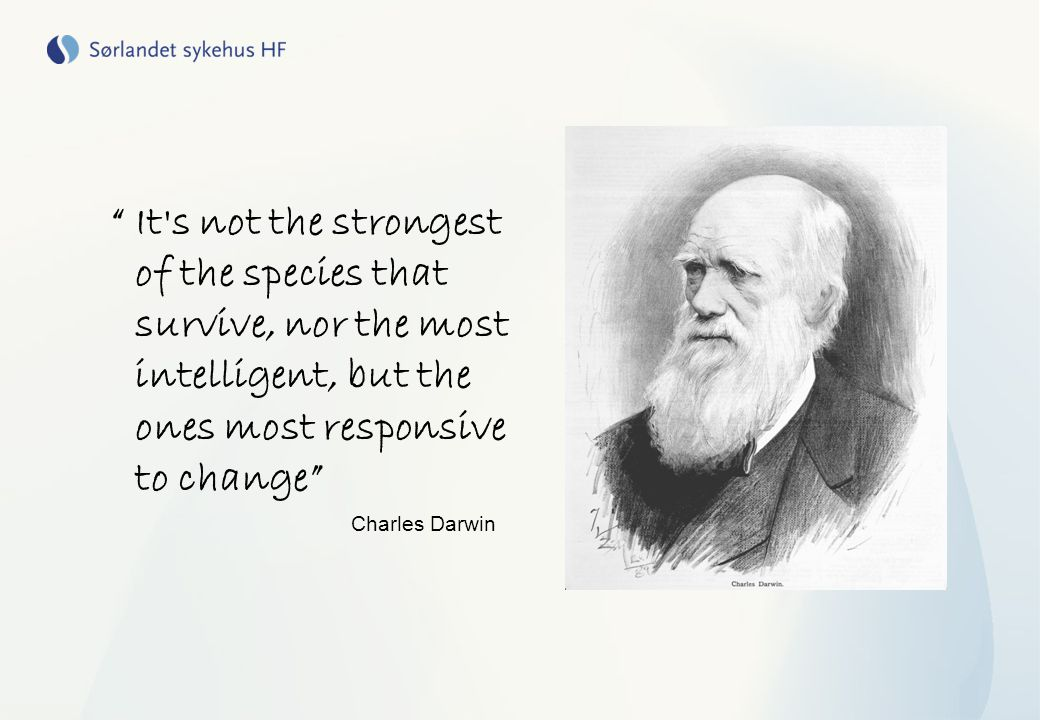 Sørlandet sykehus HF
“ It's not the strongest
of the species that
survive, nor the most
intelligent, but the
ones most responsive
to change”
Charles Darwin
Charles Darwin.